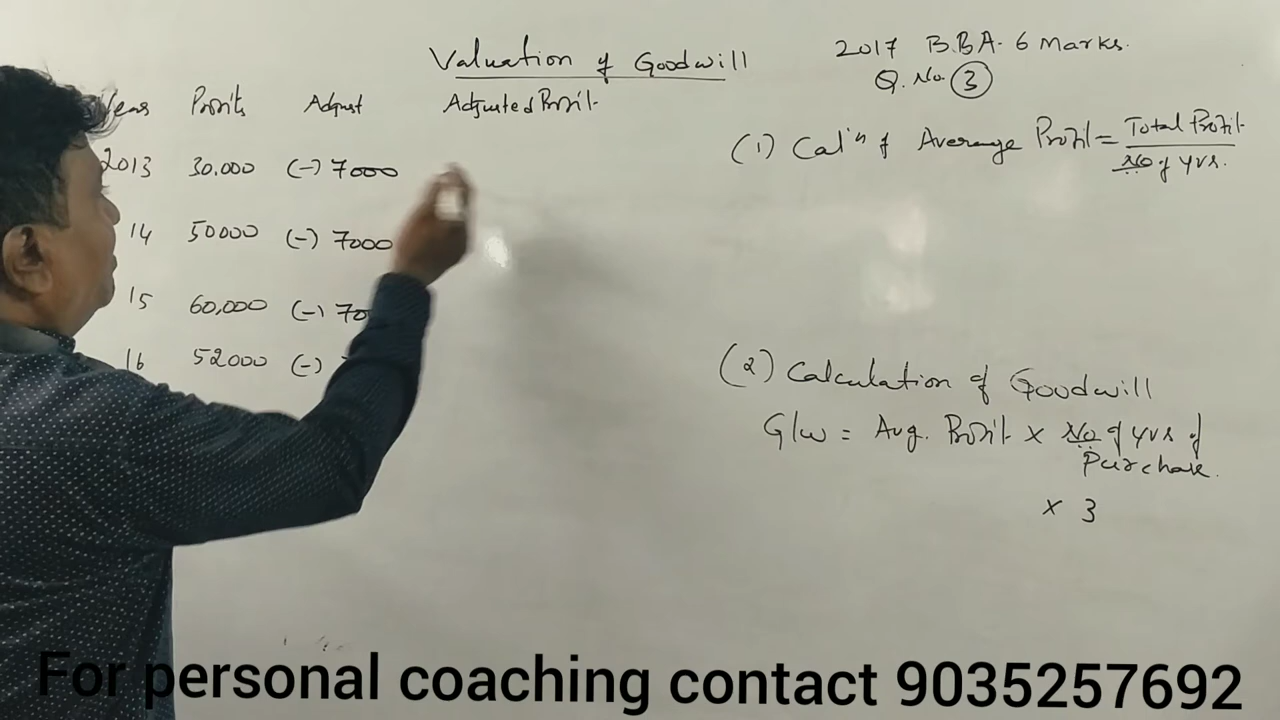 Valuation of Goodwill
2017 B.B.A. 6 Marks.
Q. No. 3
Years Profits Adjust Adjusted Profit
2013 30.000 (-) 7000
14 50000 (-) 7000
15 60,000 (-) 70
16 52000 (-)
(1) Cal'n of Average Profit = Total Profit
No of yrs.
(2) Calculation of Goodwill
G/w = Avg. Profit x No of yrs of
Purchase.
x 3
For personal coaching contact 9035257692